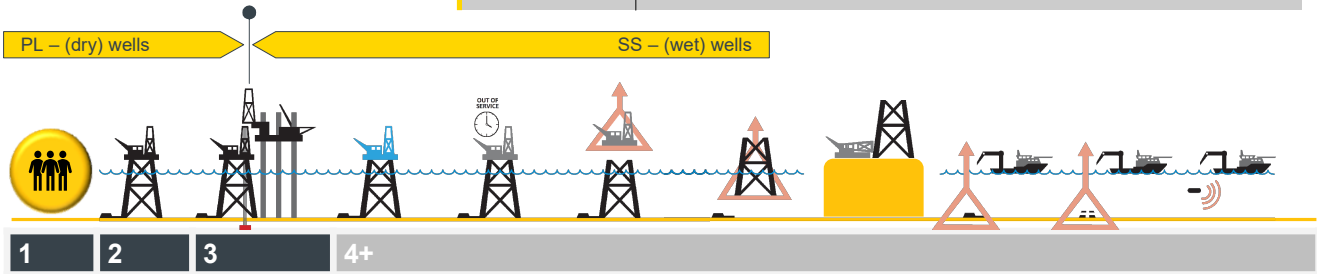 PL – (dry) wells
SS – (wet) wells
OUT OF
SERVICE
1
2
3
4+